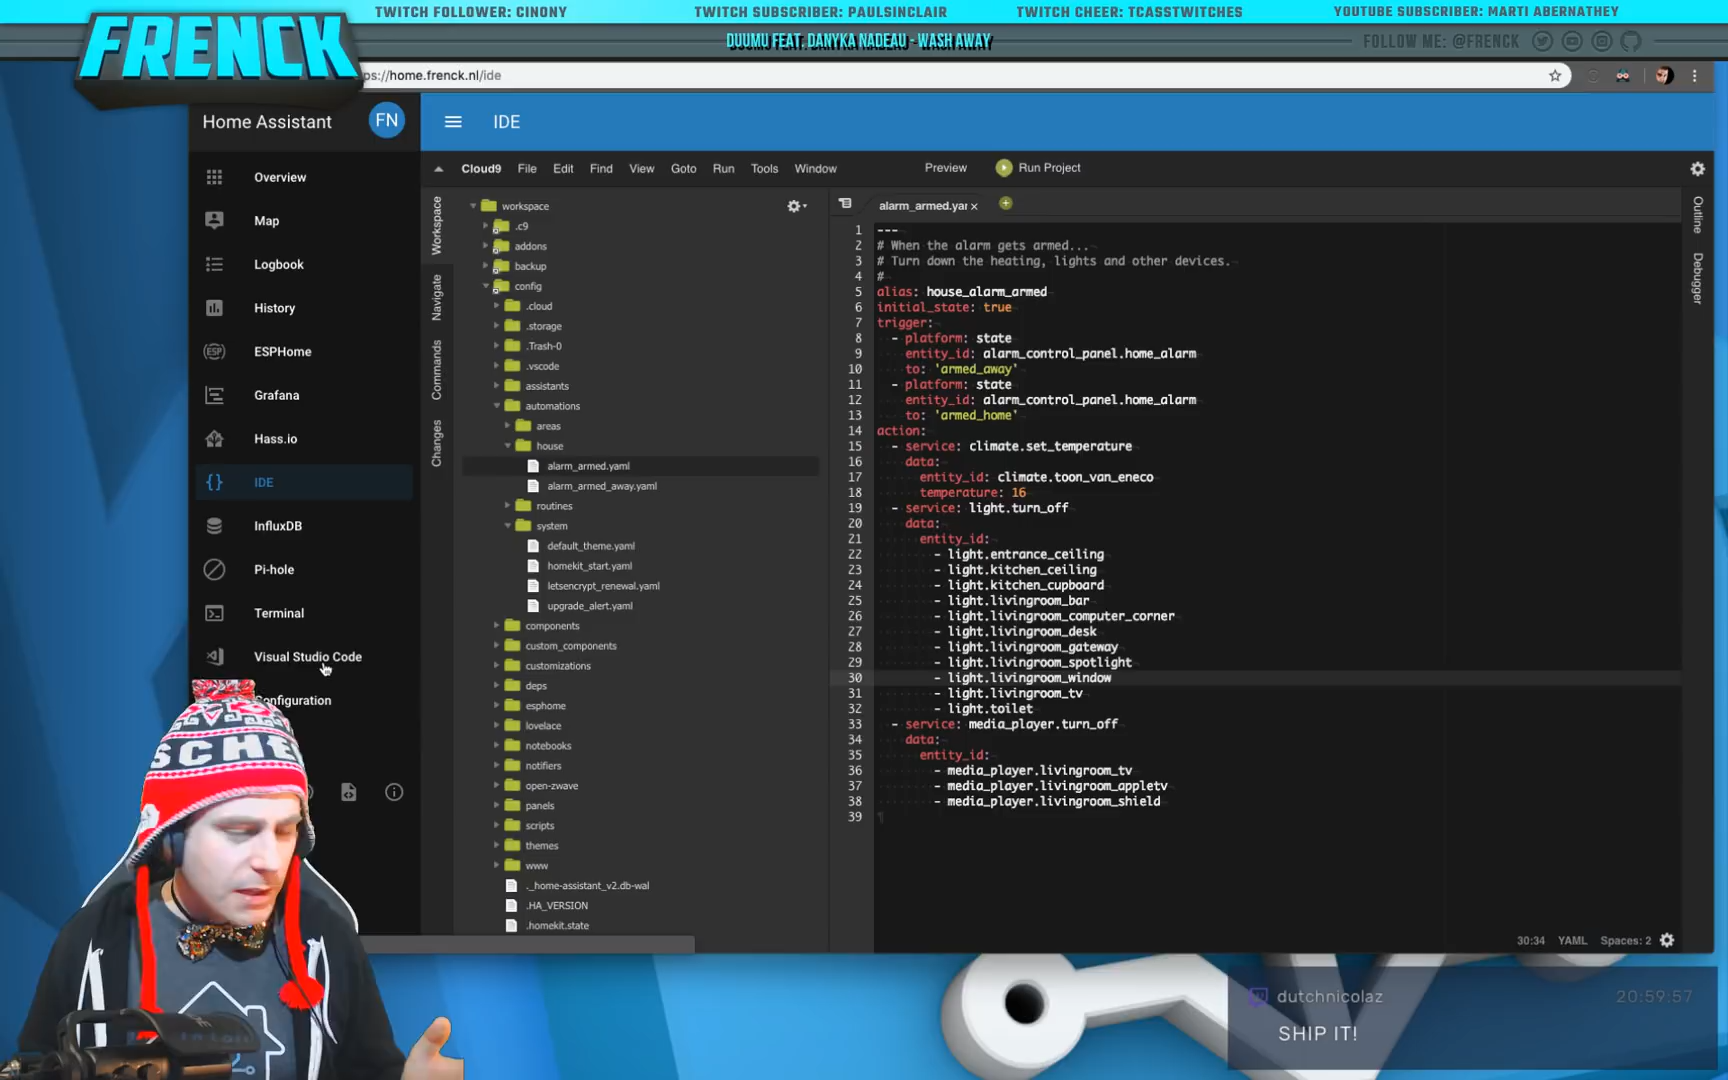 TWITCH FOLLOWER: CINONY
TWITCH SUBSCRIBER: PAULSINCLAIR
TWITCH CHEER: TCASSTWITCHES
YOUTUBE SUBSCRIBER: MARTI ABERNATHEY
FRENCK
DUUMU FEAT. DANYKA NADEAU - WASH AWAY
FOLLOW ME: @FRENCK
ps://home.frenck.nl/ide
Home Assistant
FN
IDE
Overview
Map
Logbook
History
ESPHome
Grafana
Hass.io
IDE
InfluxDB
Pi-hole
Terminal
Visual Studio Code
Configuration
Cloud9 File Edit Find View Goto Run Tools Window
Preview
Run Project
Workspace
Navigate
Commands
Changes
workspace
.c9
addons
backup
config
.cloud
.storage
.Trash-0
.vscode
assistants
automations
areas
house
alarm_armed.yaml
alarm_armed_away.yaml
routines
system
default_theme.yaml
homekit_start.yaml
letsencrypt_renewal.yaml
upgrade_alert.yaml
components
custom_components
customizations
deps
esphome
lovelace
notebooks
notifiers
open-zwave
panels
scripts
themes
www
._home-assistant_v2.db-wal
.HA_VERSION
.homekit.state
alarm_armed.yar
1 ---
2 # When the alarm gets armed...
3 # Turn down the heating, lights and other devices.
4 #
5 alias: house_alarm_armed
6 initial_state: true
7 trigger:
8 - platform: state
9 entity_id: alarm_control_panel.home_alarm
10 to: 'armed_away'
11 - platform: state
12 entity_id: alarm_control_panel.home_alarm
13 to: 'armed_home'
14 action:
15 - service: climate.set_temperature
16 data:
17 entity_id: climate.toon_van_eneco
18 temperature: 16
19 - service: light.turn_off
20 data:
21 entity_id:
22 - light.entrance_ceiling
23 - light.kitchen_ceiling
24 - light.kitchen_cupboard
25 - light.livingroom_bar
26 - light.livingroom_computer_corner
27 - light.livingroom_desk
28 - light.livingroom_gateway
29 - light.livingroom_spotlight
30 - light.livingroom_window
31 - light.livingroom_tv
32 - light.toilet
33 - service: media_player.turn_off
34 data:
35 entity_id:
36 - media_player.livingroom_tv
37 - media_player.livingroom_appletv
38 - media_player.livingroom_shield
39
Outline
Debugger
30:34 YAML Spaces: 2
SCHE
dutchnicolaz
20:59:57
SHIP IT!